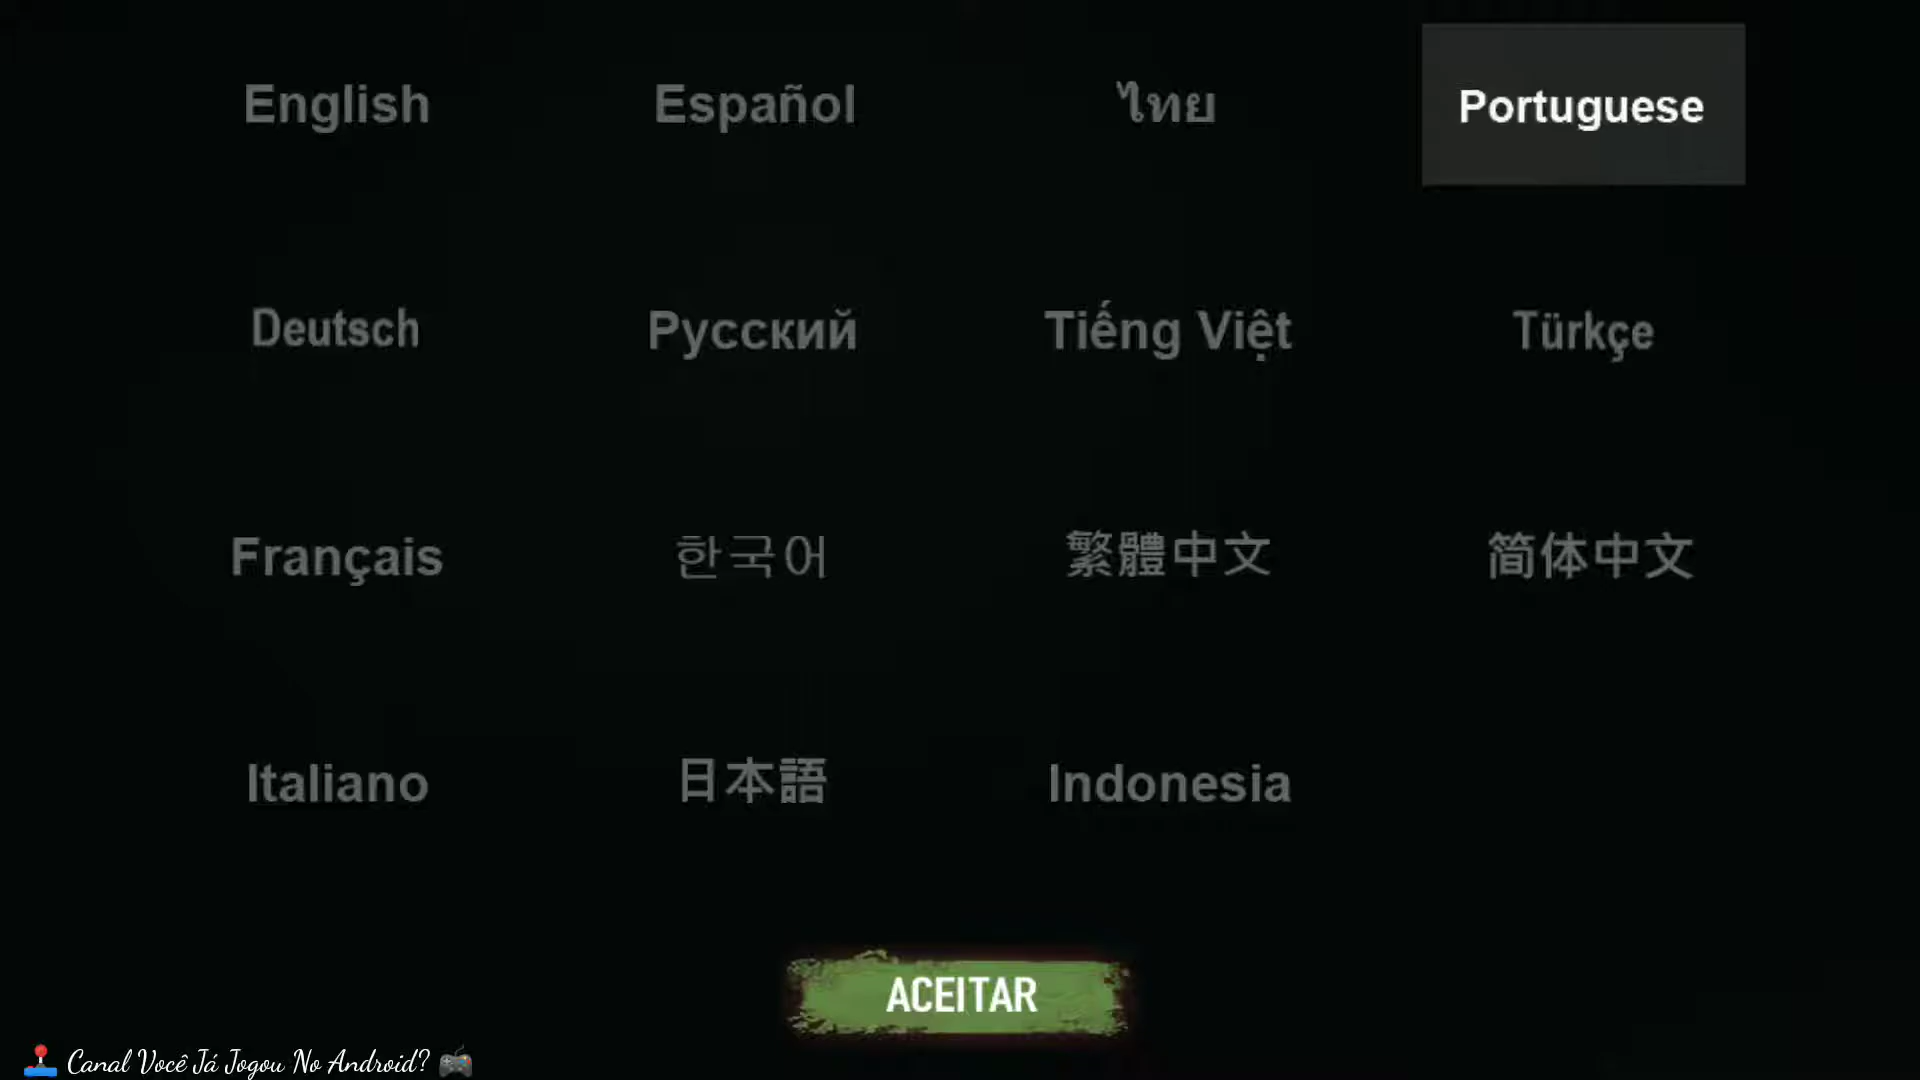 English Español ไทย Portuguese
Deutsch Русский Tiếng Việt Türkçe
Français 한국어 繁體中文 简体中文
Italiano 日本語 Indonesia
ACEITAR
🕹️ Canal Você Já Jogou No Android? 🎮